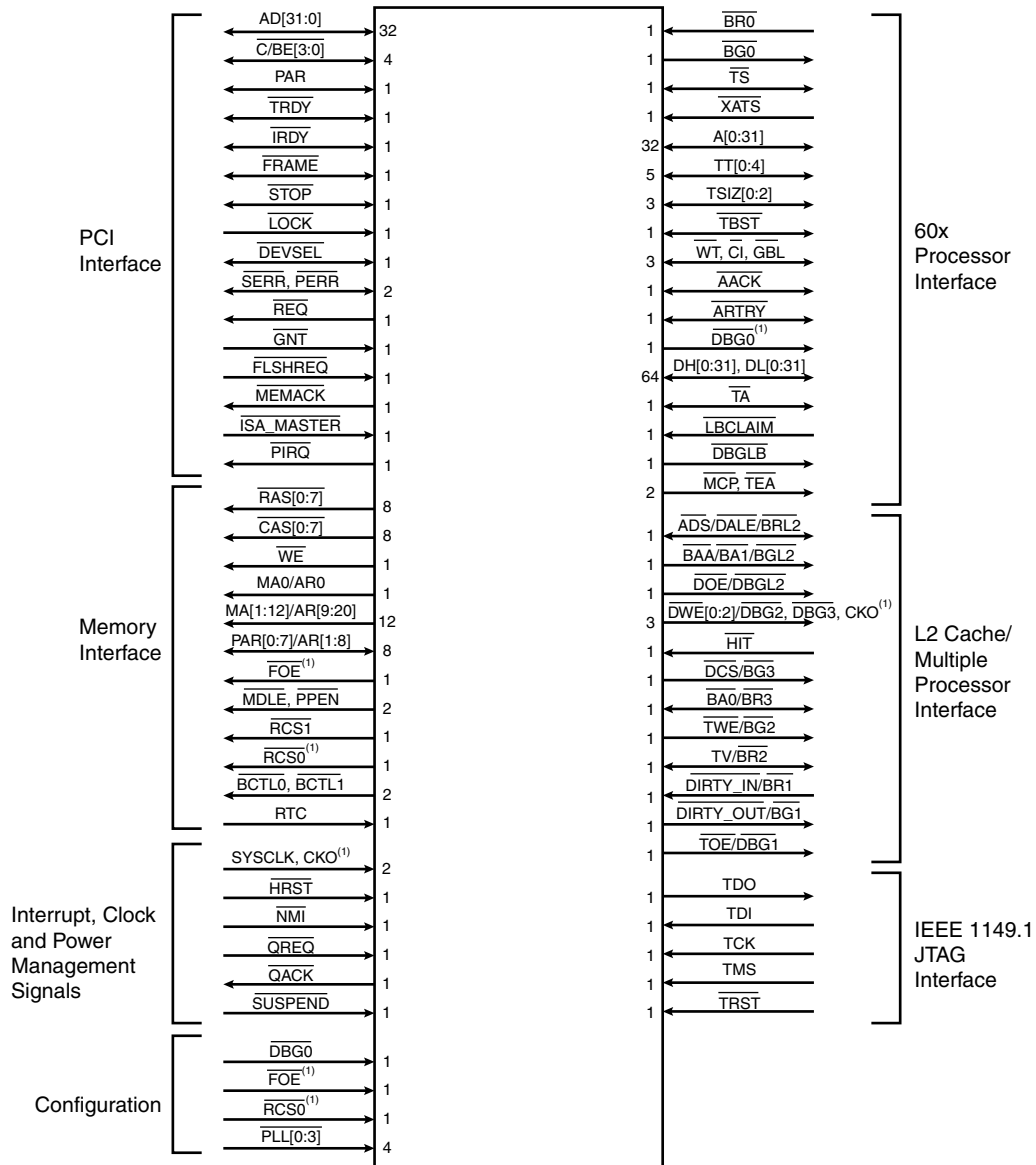 PCI
Interface
AD[31:0] 32
C/BE[3:0] 4
PAR 1
TRDY 1
IRDY 1
FRAME 1
STOP 1
LOCK 1
DEVSEL 1
SERR, PERR 2
REQ 1
GNT 1
FLSHREQ 1
MEMACK 1
ISA_MASTER 1
PIRQ 1
Memory
Interface
RAS[0:7] 8
CAS[0:7] 8
WE 1
MA0/AR0 1
MA[1:12]/AR[9:20] 12
PAR[0:7]/AR[1:8] 8
FOE(1) 1
MDLE, PPEN 2
RCS1 1
RCS0(1) 1
BCTL0, BCTL1 2
RTC 1
Interrupt, Clock
and Power
Management
Signals
SYSCLK, CKO(1) 2
HRST 1
NMI 1
QREQ 1
QACK 1
SUSPEND 1
Configuration
DBG0 1
FOE(1) 1
RCS0(1) 1
PLL[0:3] 4
1 BR0
1 BG0
1 TS
1 XATS
32 A[0:31]
5 TT[0:4]
3 TSIZ[0:2]
1 TBST
3 WT, CI, GBL
1 AACK
1 ARTRY
1 DBG0(1)
64 DH[0:31], DL[0:31]
1 TA
1 LBCLAIM
1 DBGLB
2 MCP, TEA
60x
Processor
Interface
1 ADS/DALE/BRL2
1 BAA/BA1/BGL2
1 DOE/DBGL2
3 DWE[0:2]/DBG2, DBG3, CKO(1)
1 HIT
1 DCS/BG3
1 BA0/BR3
1 TWE/BG2
1 TV/BR2
1 DIRTY_IN/BR1
1 DIRTY_OUT/BG1
1 TOE/DBG1
L2 Cache/
Multiple
Processor
Interface
1 TDO
1 TDI
1 TCK
1 TMS
1 TRST
IEEE 1149.1
JTAG
Interface